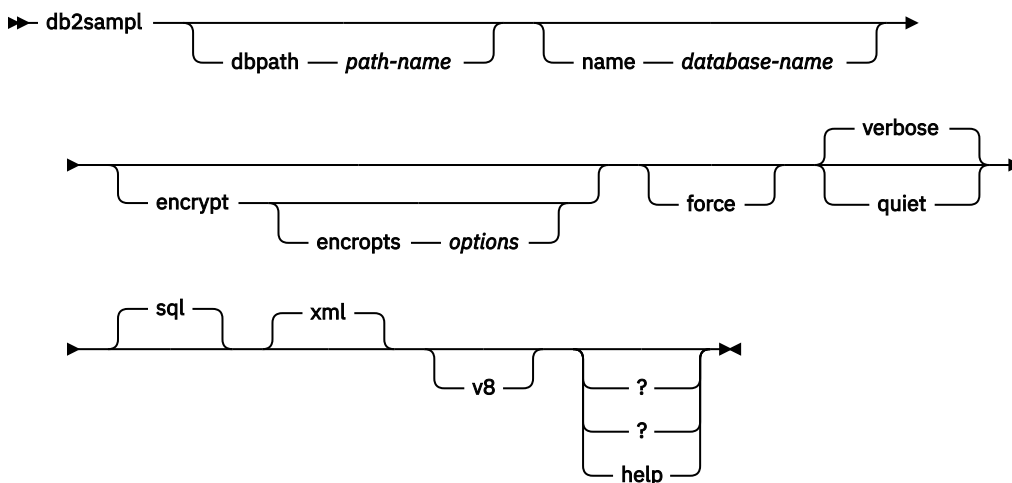 db2sampl
dbpath path-name name database-name
verbose
encrypt force quiet
encropts options
sql xml
v8 ?
?
help